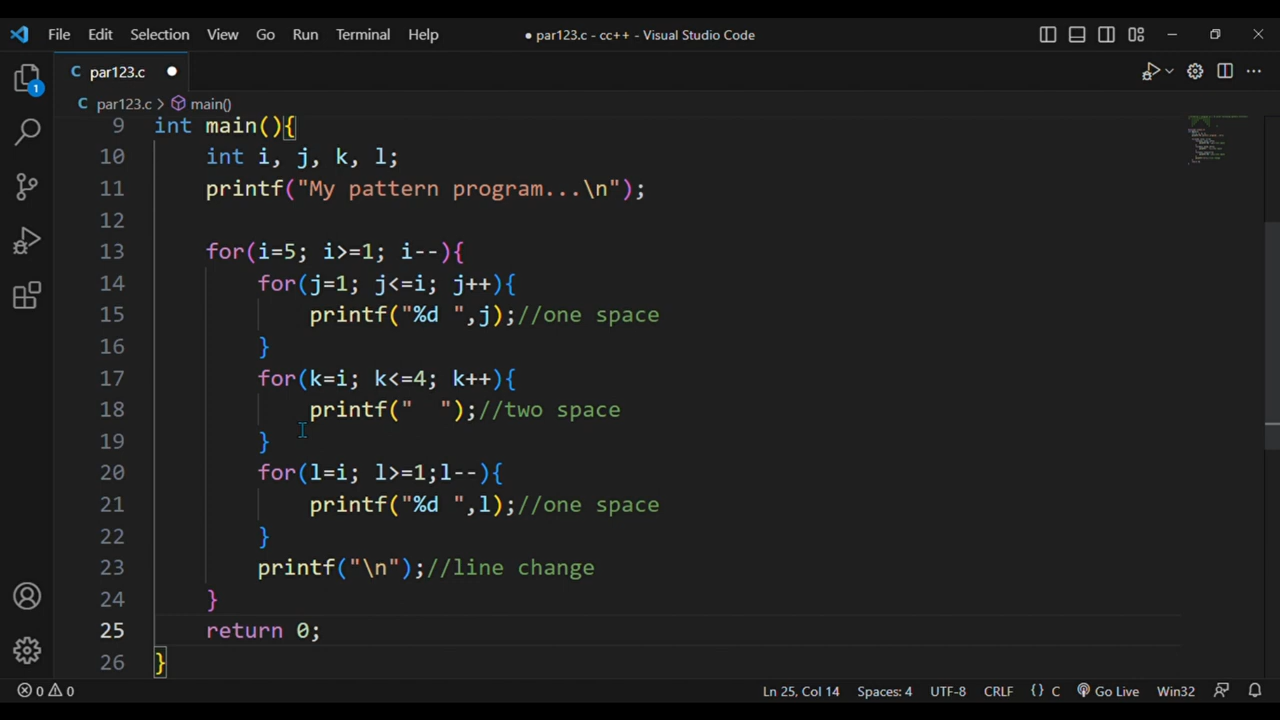 File Edit Selection View Go Run Terminal Help ● par123.c - cc++ - Visual Studio Code
C par123.c ●
C par123.c > main()
1
9 int main(){
10 int i, j, k, l;
11 printf("My pattern program...\n");
12
13 for(i=5; i>=1; i--){
14 for(j=1; j<=i; j++){
15 printf("%d ",j);//one space
16 }
17 for(k=i; k<=4; k++){
18 printf("  ");//two space
19 }
20 for(l=i; l>=1;l--){
21 printf("%d ",l);//one space
22 }
23 printf("\n");//line change
24 }
25 return 0;
26 }
0 0 Ln 25, Col 14 Spaces: 4 UTF-8 CRLF {} C Go Live Win32